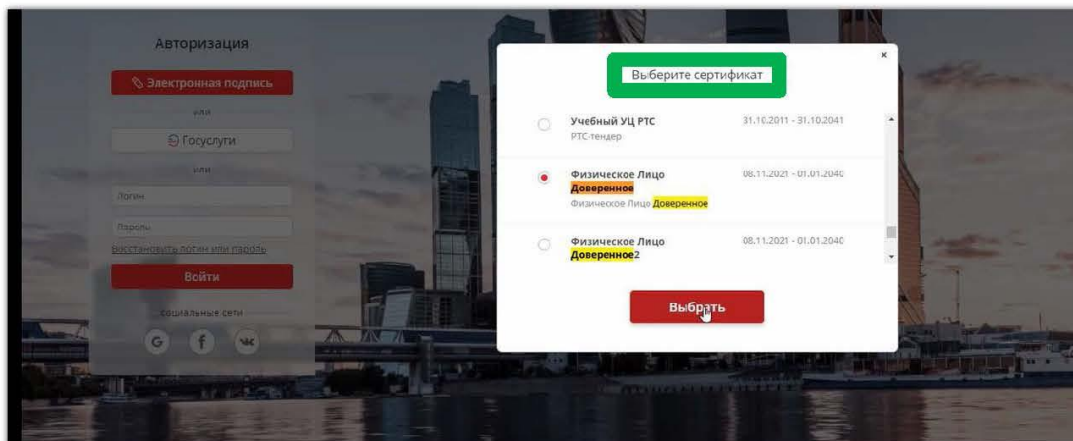 Авторизация
Электронная подпись
или
Госуслуги
или
Логин
Пароль
Восстановить логин или пароль
Войти
социальные сети
G f
Выберите сертификат
×
Учебный УЦ РТС 31.10.2011 - 31.10.2041
РТС-тендер
Физическое Лицо 08.11.2021 - 01.01.2040
Доверенное
Физическое Лицо Доверенное
Физическое Лицо 08.11.2021 - 01.01.2040
Доверенное2
Выбрать